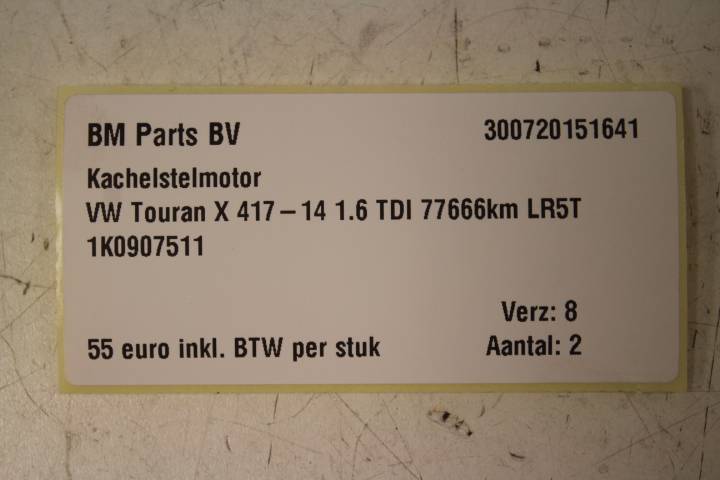 BM Parts BV 300720151641
Kachelstelmotor
VW Touran X 417-14 1.6 TDI 77666km LR5T
1K0907511
Verz: 8
55 euro inkl. BTW per stuk Aantal: 2